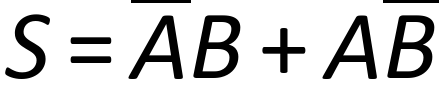 S = A̅B + AB̅